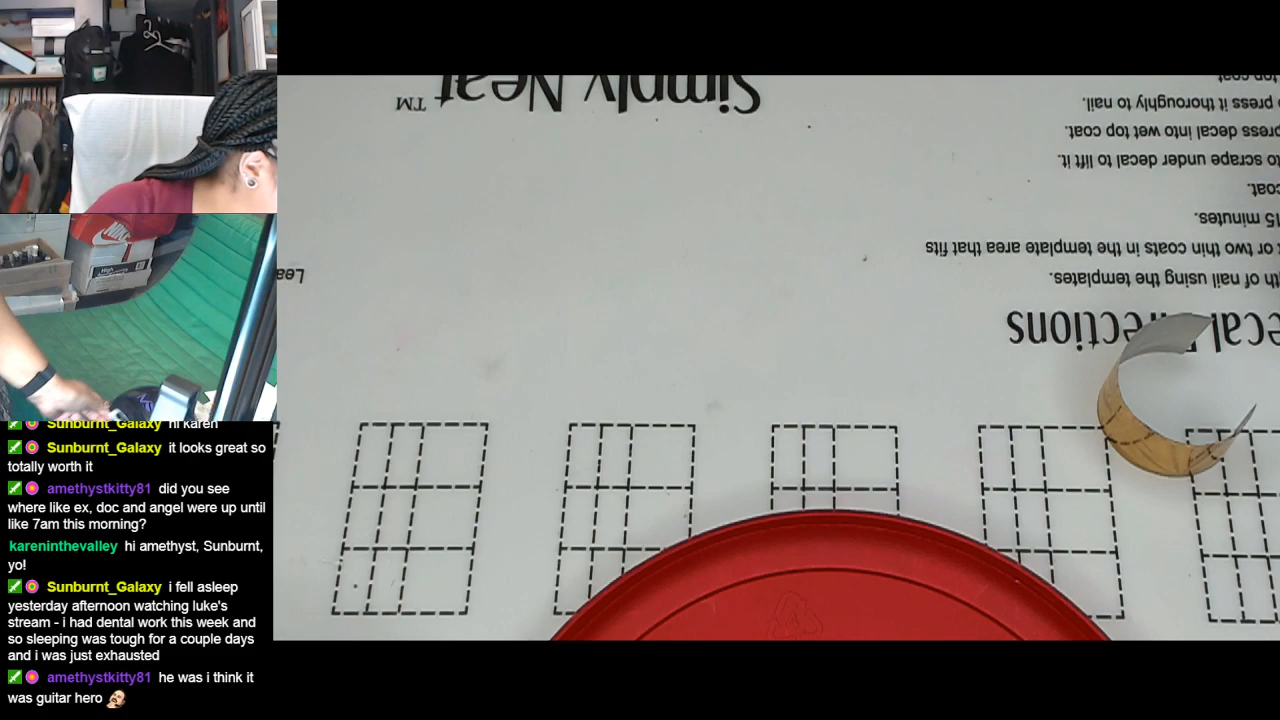 Simply Neat ™
top coat
press it thoroughly to nail.
press decal into wet top coat.
to scrape under decal to lift it.
coat.
15 minutes.
t or two thin coats in the template area that fits
th of nail using the templates.
Lea
Sunburnt_Galaxy hi karen
Sunburnt_Galaxy it looks great so
totally worth it
amethystkitty81 did you see
where like ex, doc and angel were up until
like 7am this morning?
kareninthevalley hi amethyst, Sunburnt,
yo!
Sunburnt_Galaxy i fell asleep
yesterday afternoon watching luke's
stream - i had dental work this week and
so sleeping was tough for a couple days
and i was just exhausted
amethystkitty81 he was i think it
was guitar hero